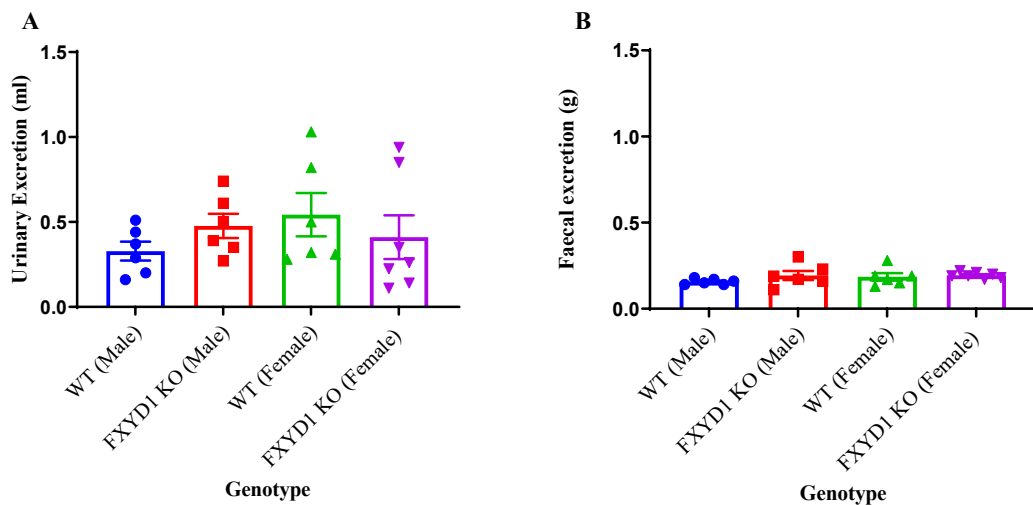 A
Urinary Excretion (ml)
1.5
1.0
0.5
0.0
WT (Male)
FXYD1 KO (Male)
WT (Female)
FXYD1 KO (Female)
Genotype
B
Faecal excretion (g)
1.5
1.0
0.5
0.0
WT (Male)
FXYD1 KO (Male)
WT (Female)
FXYD1 KO (Female)
Genotype